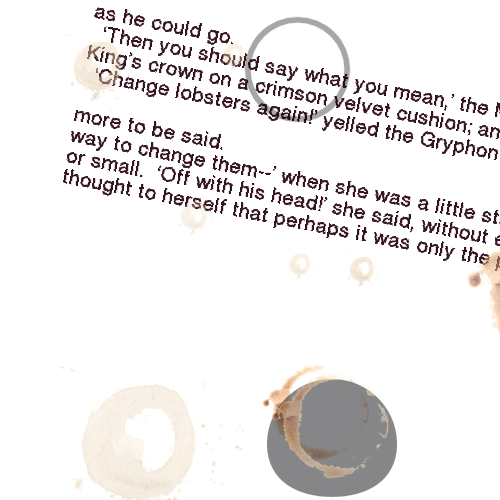 as he could go.
‘Then you should say what you mean,’ the
King’s crown on a crimson velvet cushion; an
‘Change lobsters again!’ yelled the Gryphon
more to be said.
way to change them--’ when she was a little
or small.  ‘Off with his head!’ she said, without
thought to herself that perhaps it was only the